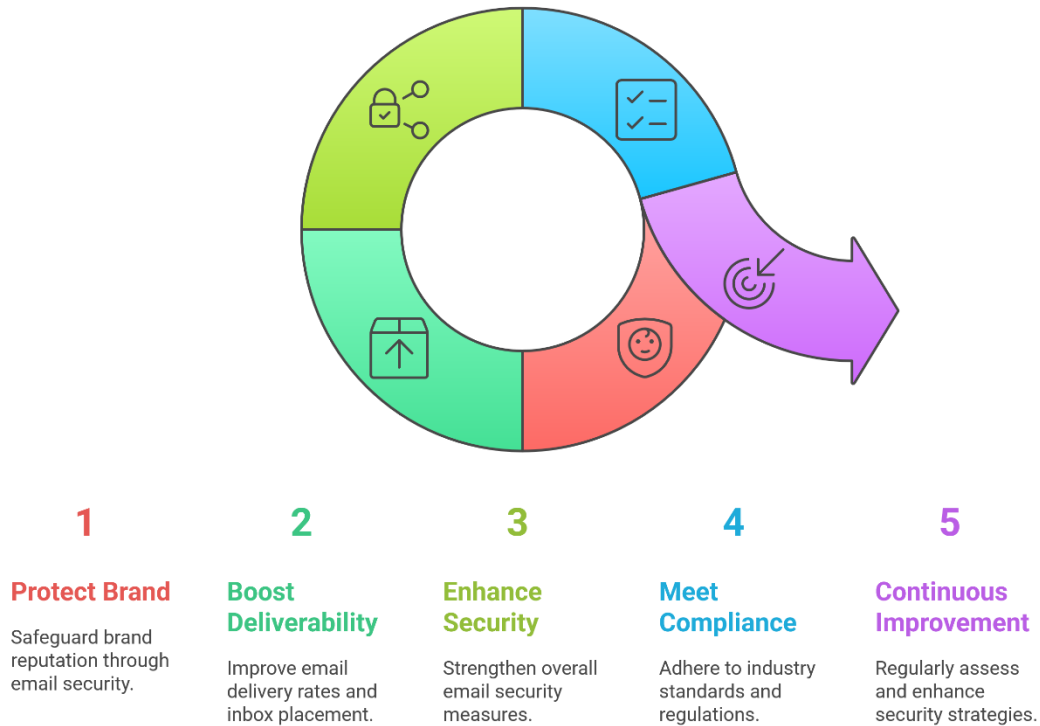 1
Protect Brand
Safeguard brand
reputation through
email security.
2
Boost
Deliverability
Improve email
delivery rates and
inbox placement.
3
Enhance
Security
Strengthen overall
email security
measures.
4
Meet
Compliance
Adhere to industry
standards and
regulations.
5
Continuous
Improvement
Regularly assess
and enhance
security strategies.